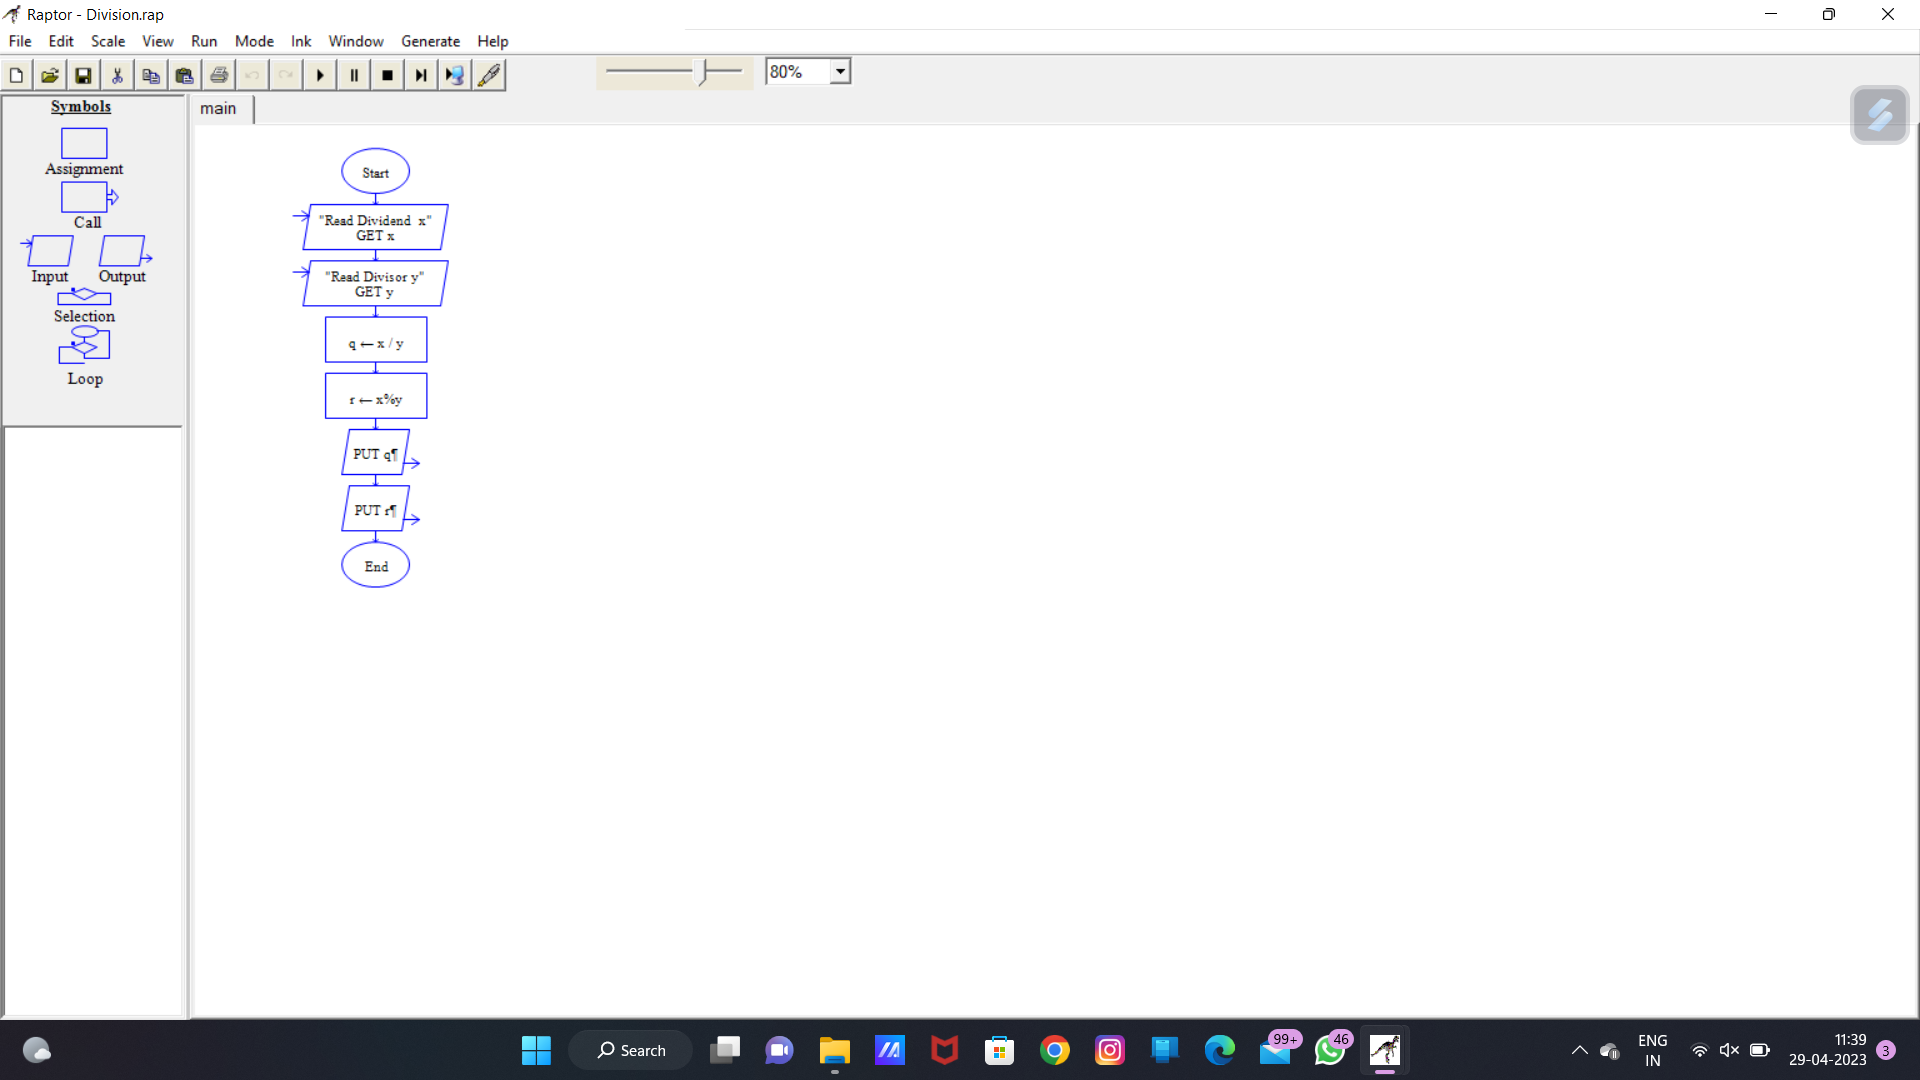 Raptor - Division.rap
File Edit Scale View Run Mode Ink Window Generate Help
80%
Symbols
Assignment
Call
Input Output
Selection
Loop
main
Start
"Read Dividend x"
GET x
"Read Divisor y"
GET y
q ← x / y
r ← x%y
PUT q¶
PUT r¶
End
Search
99+
46
ENG
IN
11:39
29-04-2023
3